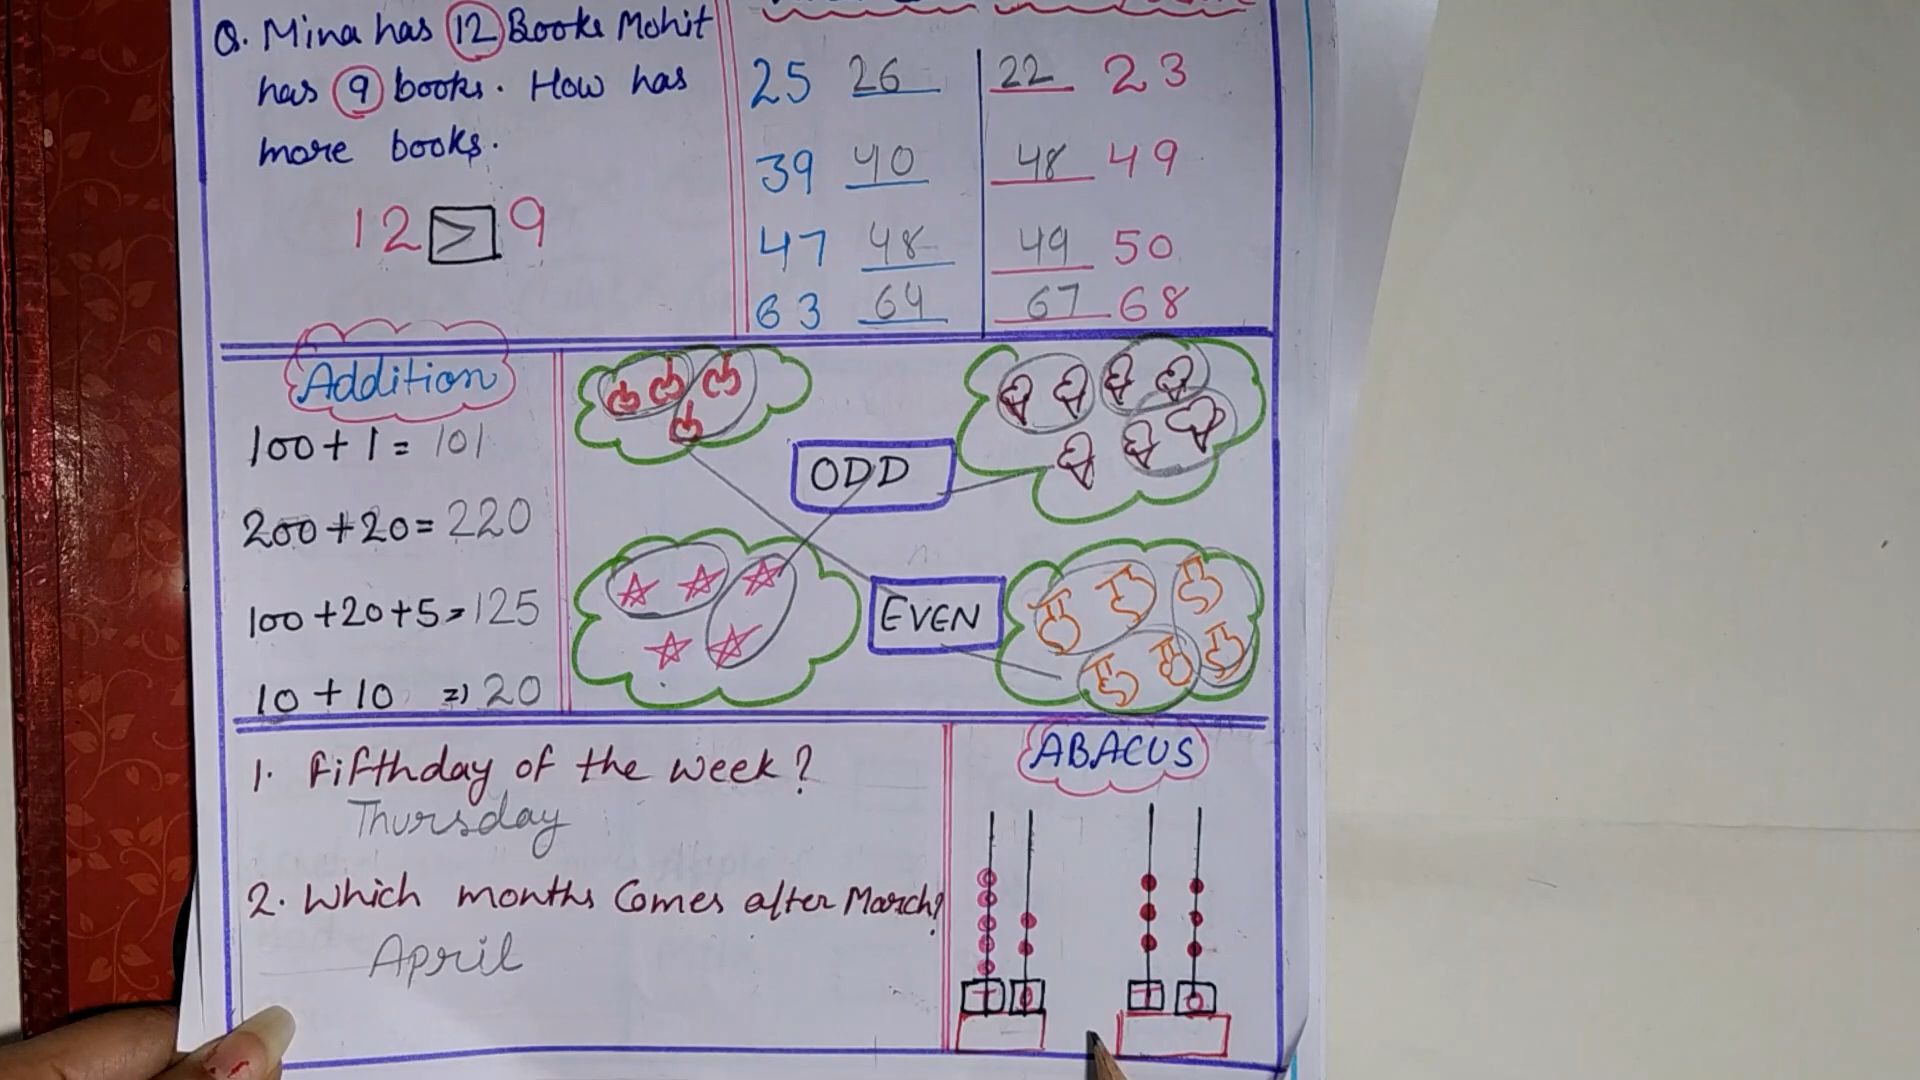 Q. Mina has 12 Books Mohit
has 9 books. How has
more books.
12 > 9
25 26
39 40
47 48
63 64
22 23
48 49
49 50
67 68
Addition
100 + 1 = 101
200 + 20 = 220
100 + 20 + 5 = 125
10 + 10 = 20
ODD
EVEN
1. Fifthday of the week?
Thursday
2. Which months Comes after March?
April
ABACUS
T O
T O